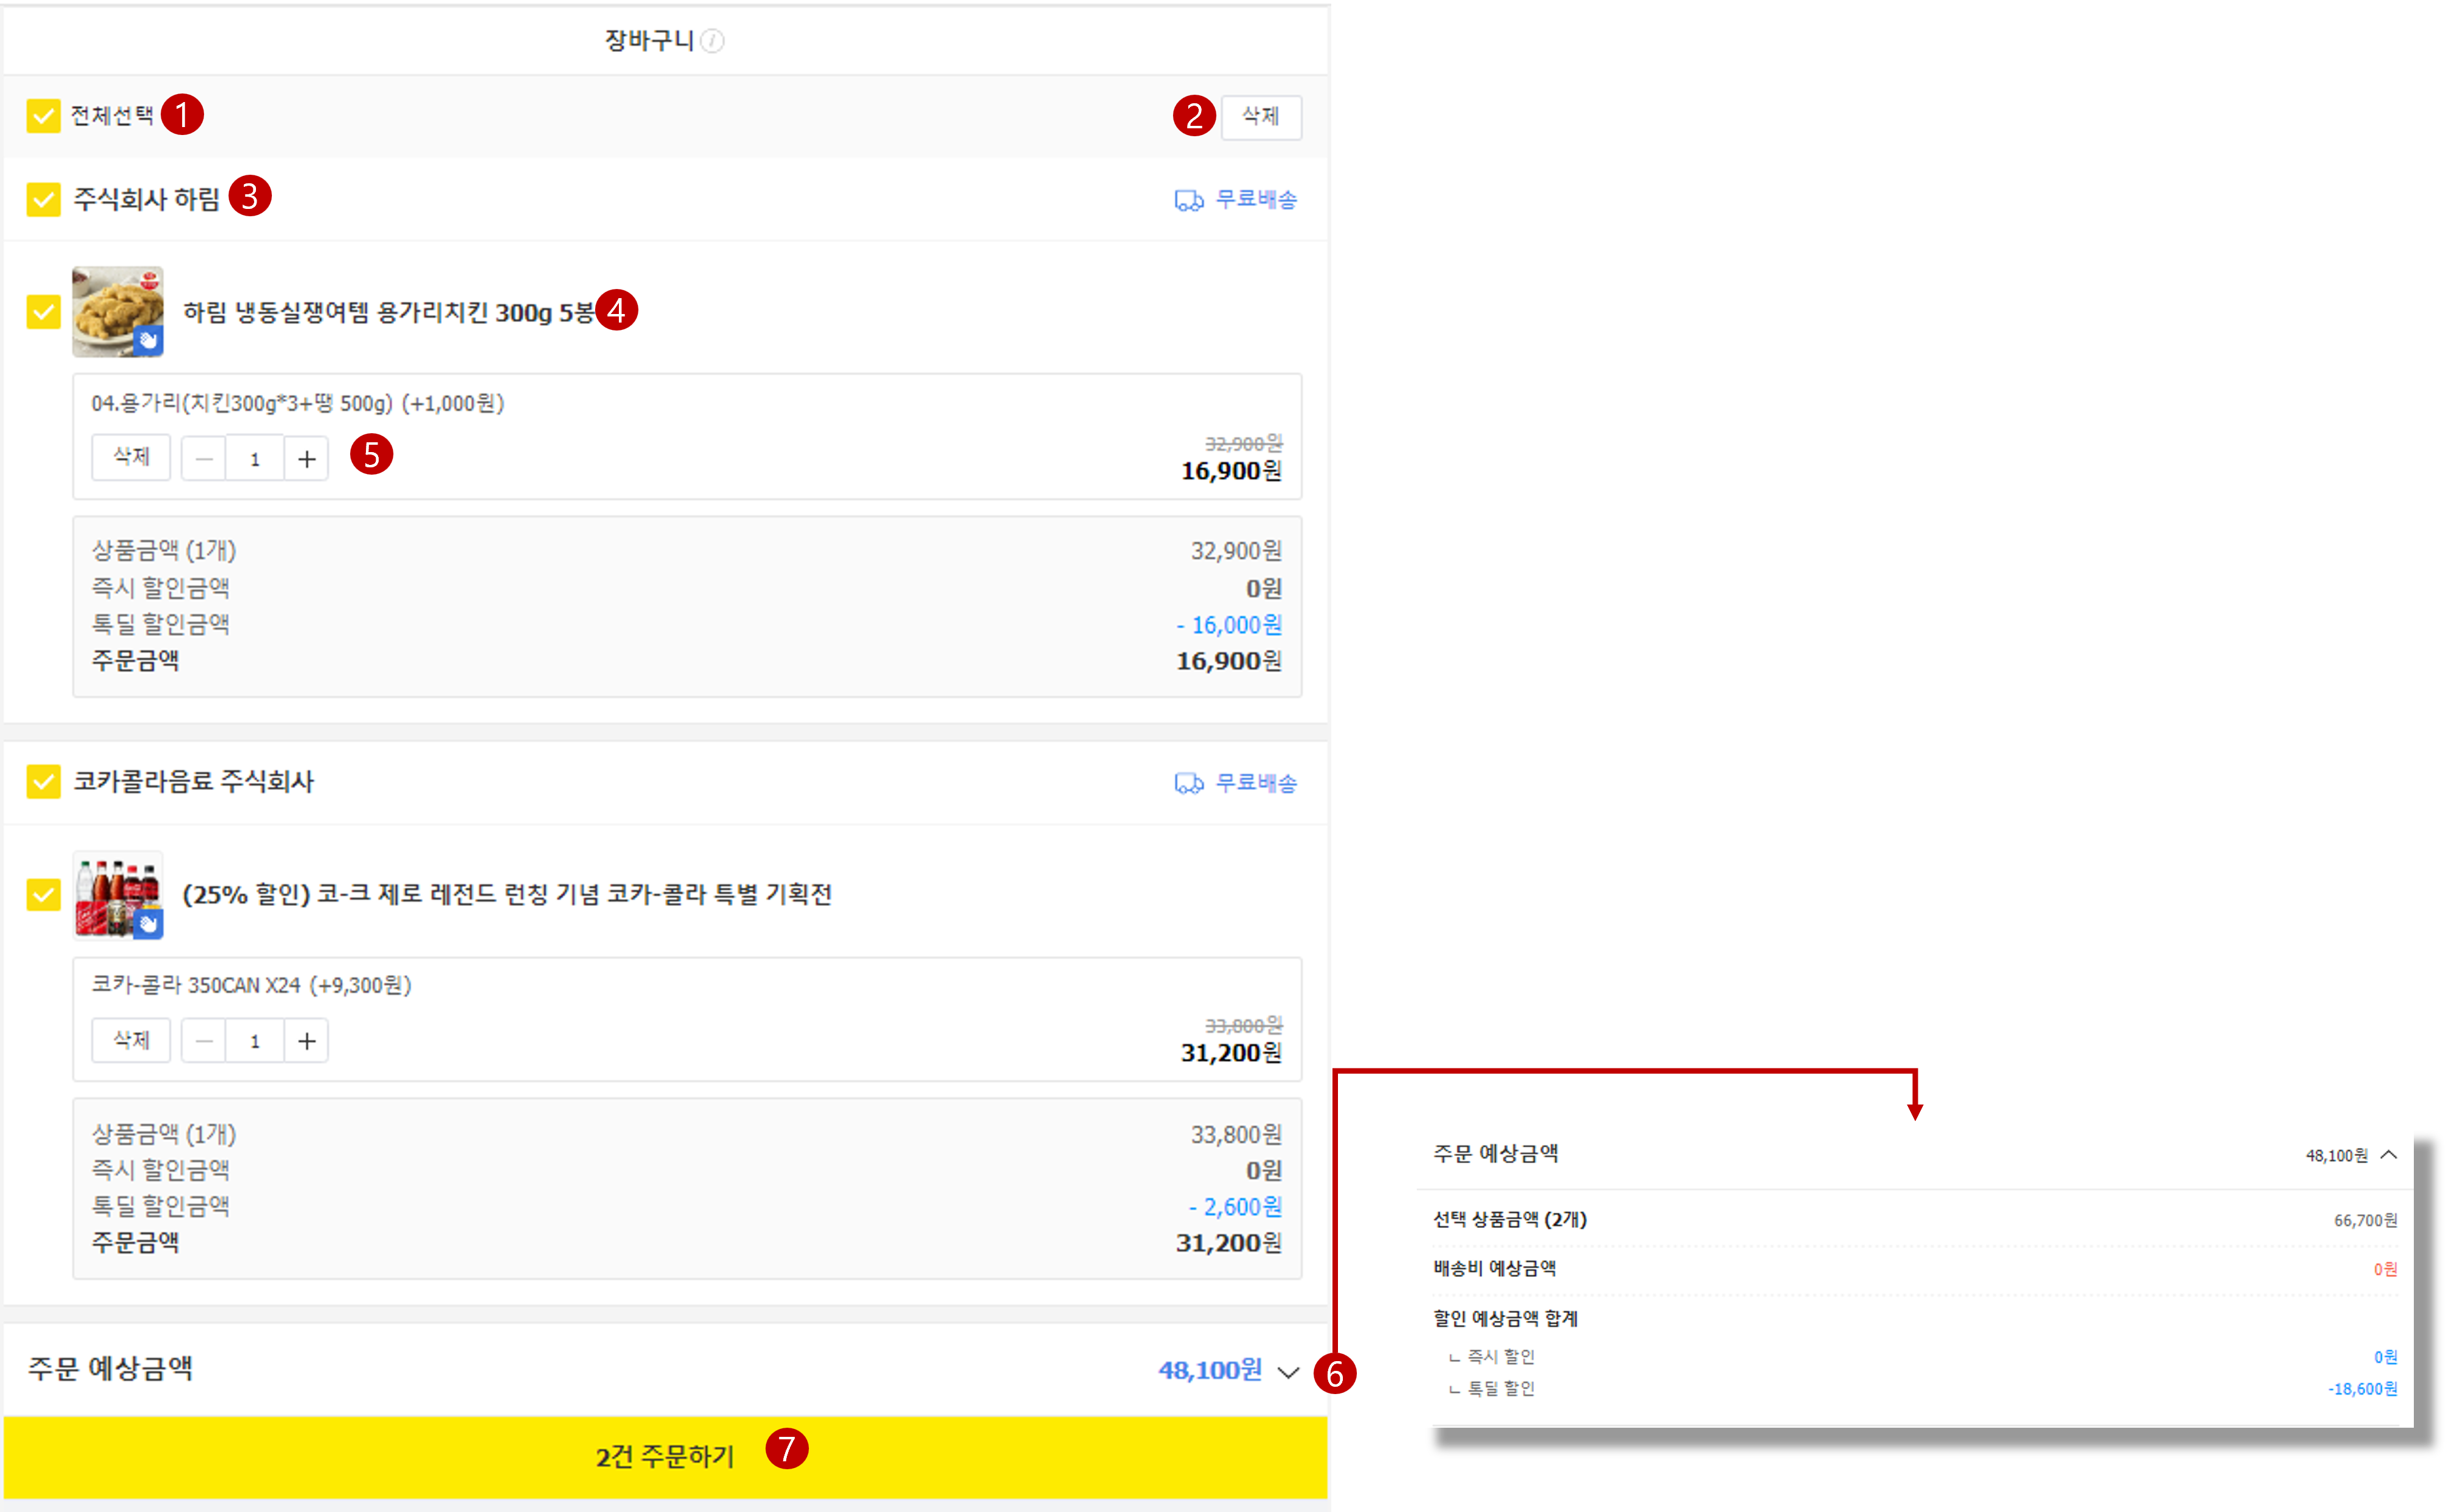 장바구니 i
전체선택 1
2 삭제
주식회사 하림 3
무료배송
하림 냉동실쟁여템 용가리치킨 300g 5봉 4
04.용가리(치킨300g*3+땡 500g) (+1,000원)
32,900원
삭제 - 1 + 5
16,900원
상품금액 (1개) 32,900원
즉시 할인금액 0원
톡딜 할인금액 - 16,000원
주문금액 16,900원
코카콜라음료 주식회사
무료배송
(25% 할인) 코-크 제로 레전드 런칭 기념 코카-콜라 특별 기획전
코카-콜라 350CAN X24 (+9,300원)
33,800원
삭제 - 1 +
31,200원
상품금액 (1개) 33,800원
즉시 할인금액 0원
톡딜 할인금액 - 2,600원
주문금액 31,200원
주문 예상금액 48,100원 6
2건 주문하기 7
주문 예상금액 48,100원
선택 상품금액 (2개) 66,700원
배송비 예상금액 0원
할인 예상금액 합계
ㄴ 즉시 할인 0원
ㄴ 톡딜 할인 -18,600원